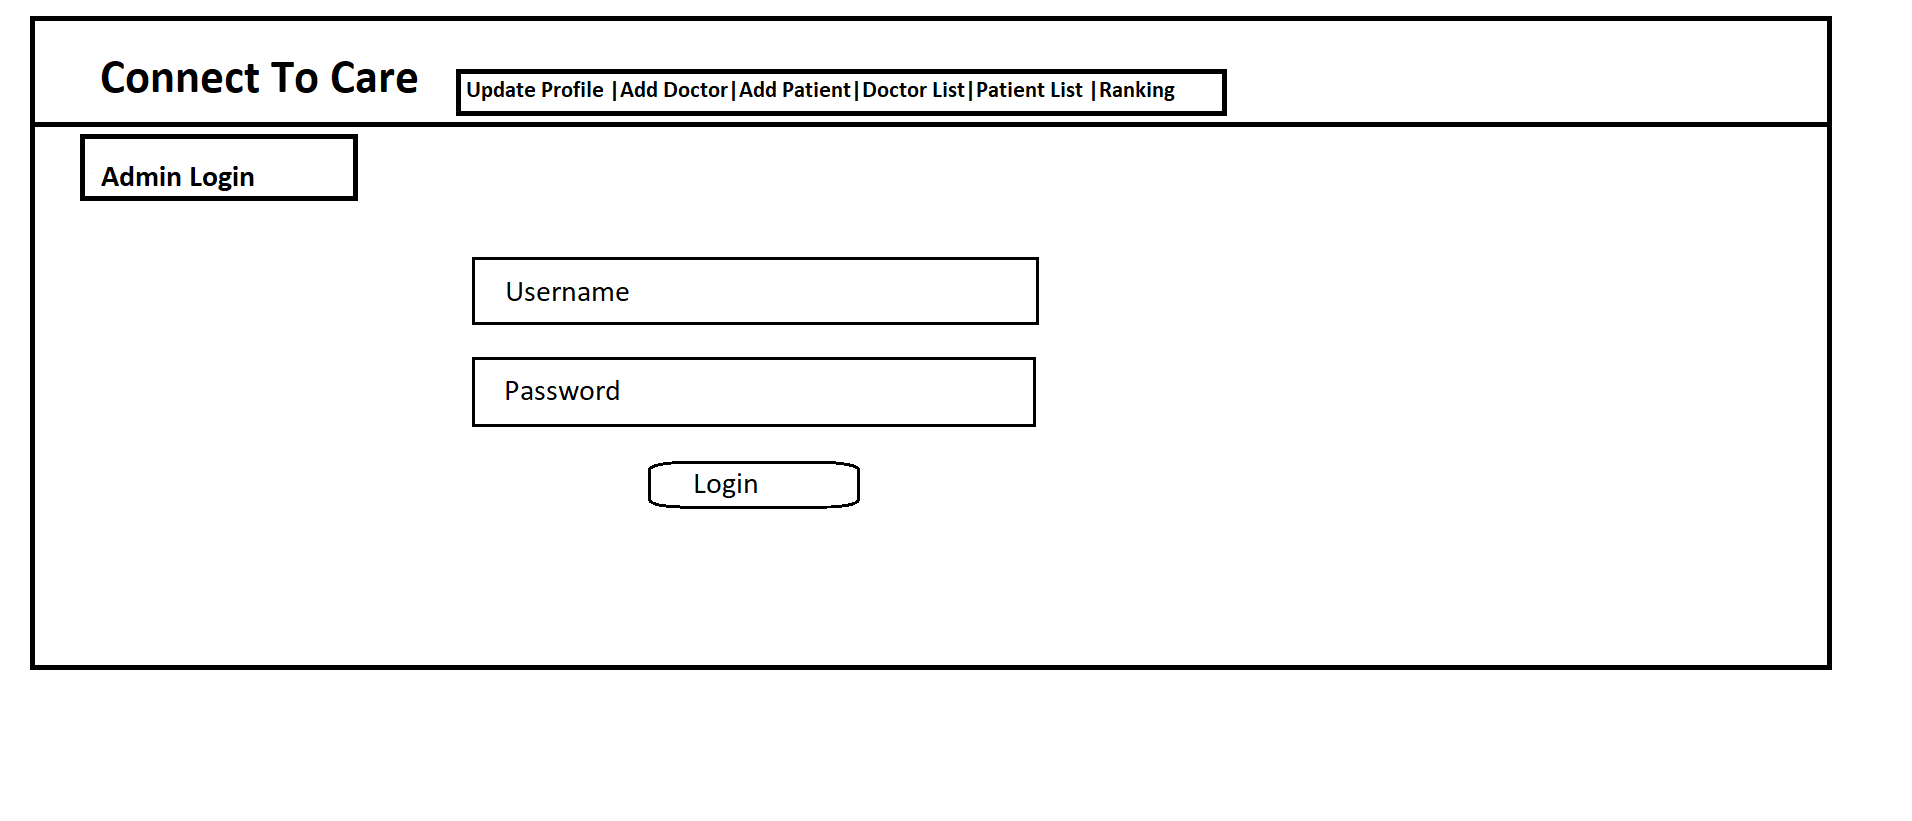 Connect To Care
Update Profile |Add Doctor|Add Patient|Doctor List|Patient List |Ranking
Admin Login
Username
Password
Login